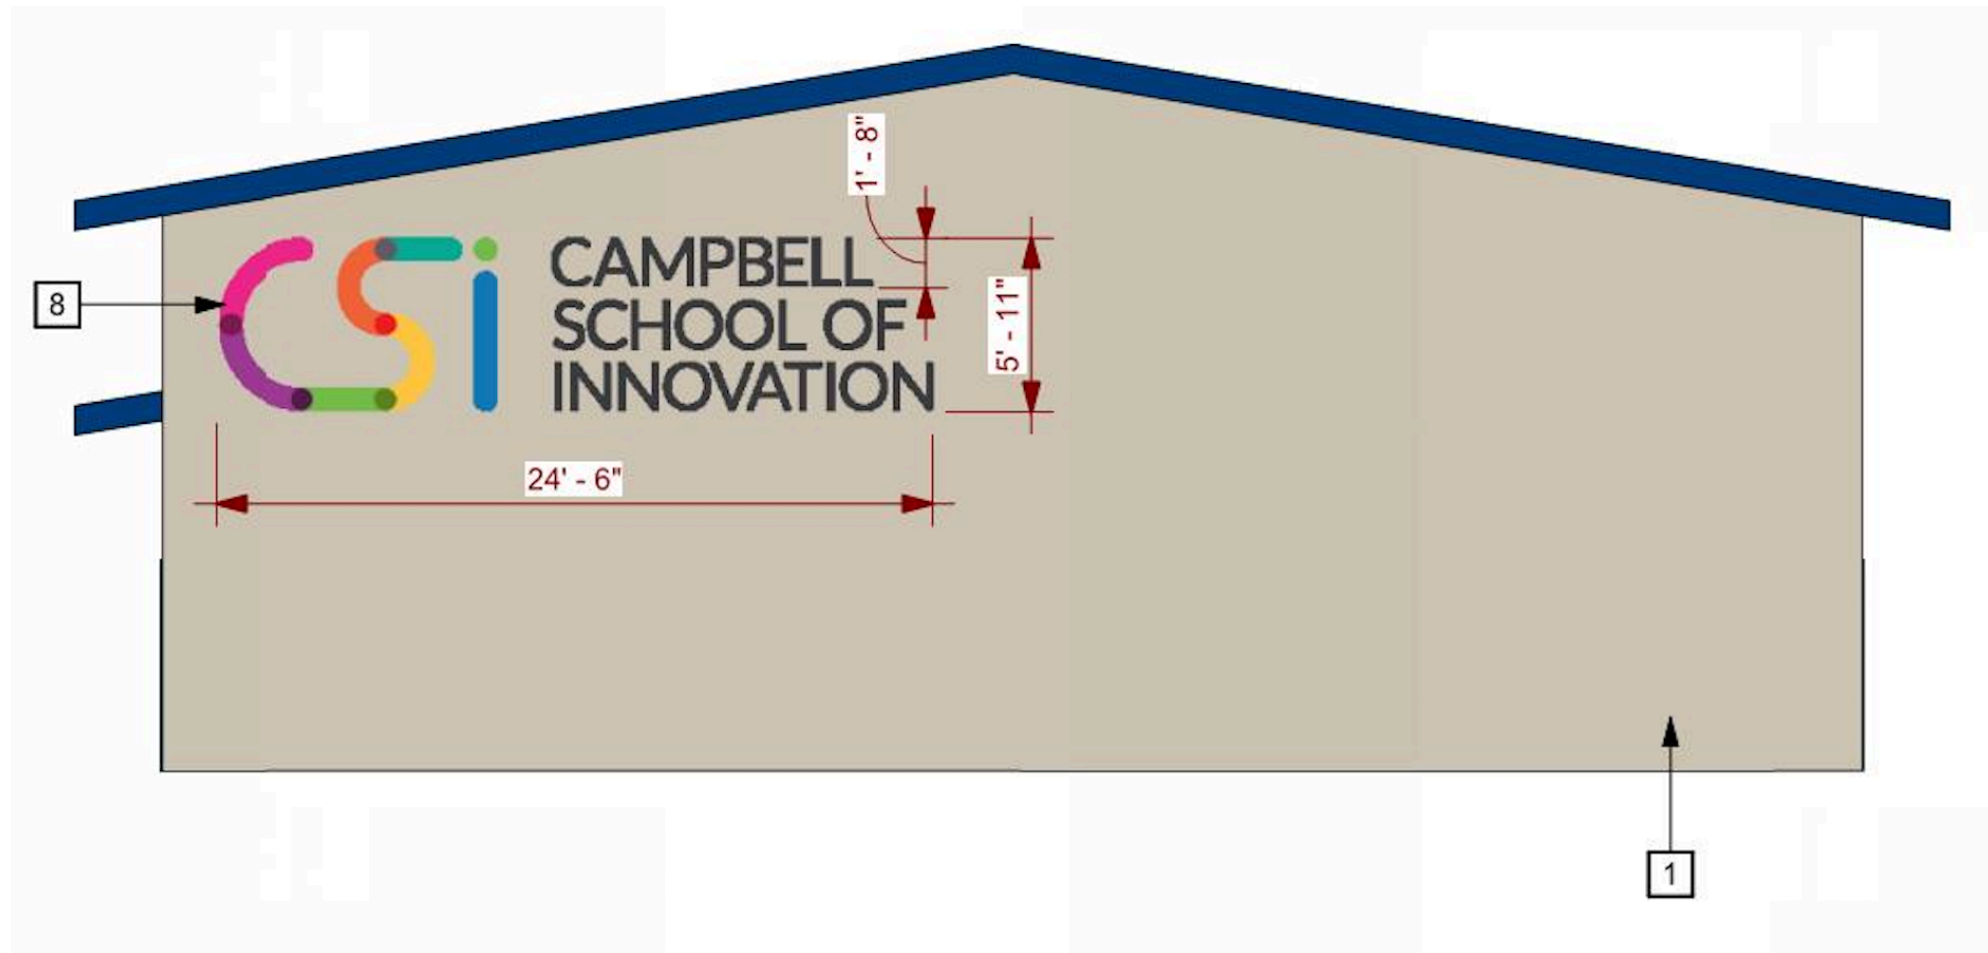 1' - 8"
8
CSi
CAMPBELL
SCHOOL OF
INNOVATION
5' - 11"
24' - 6"
1